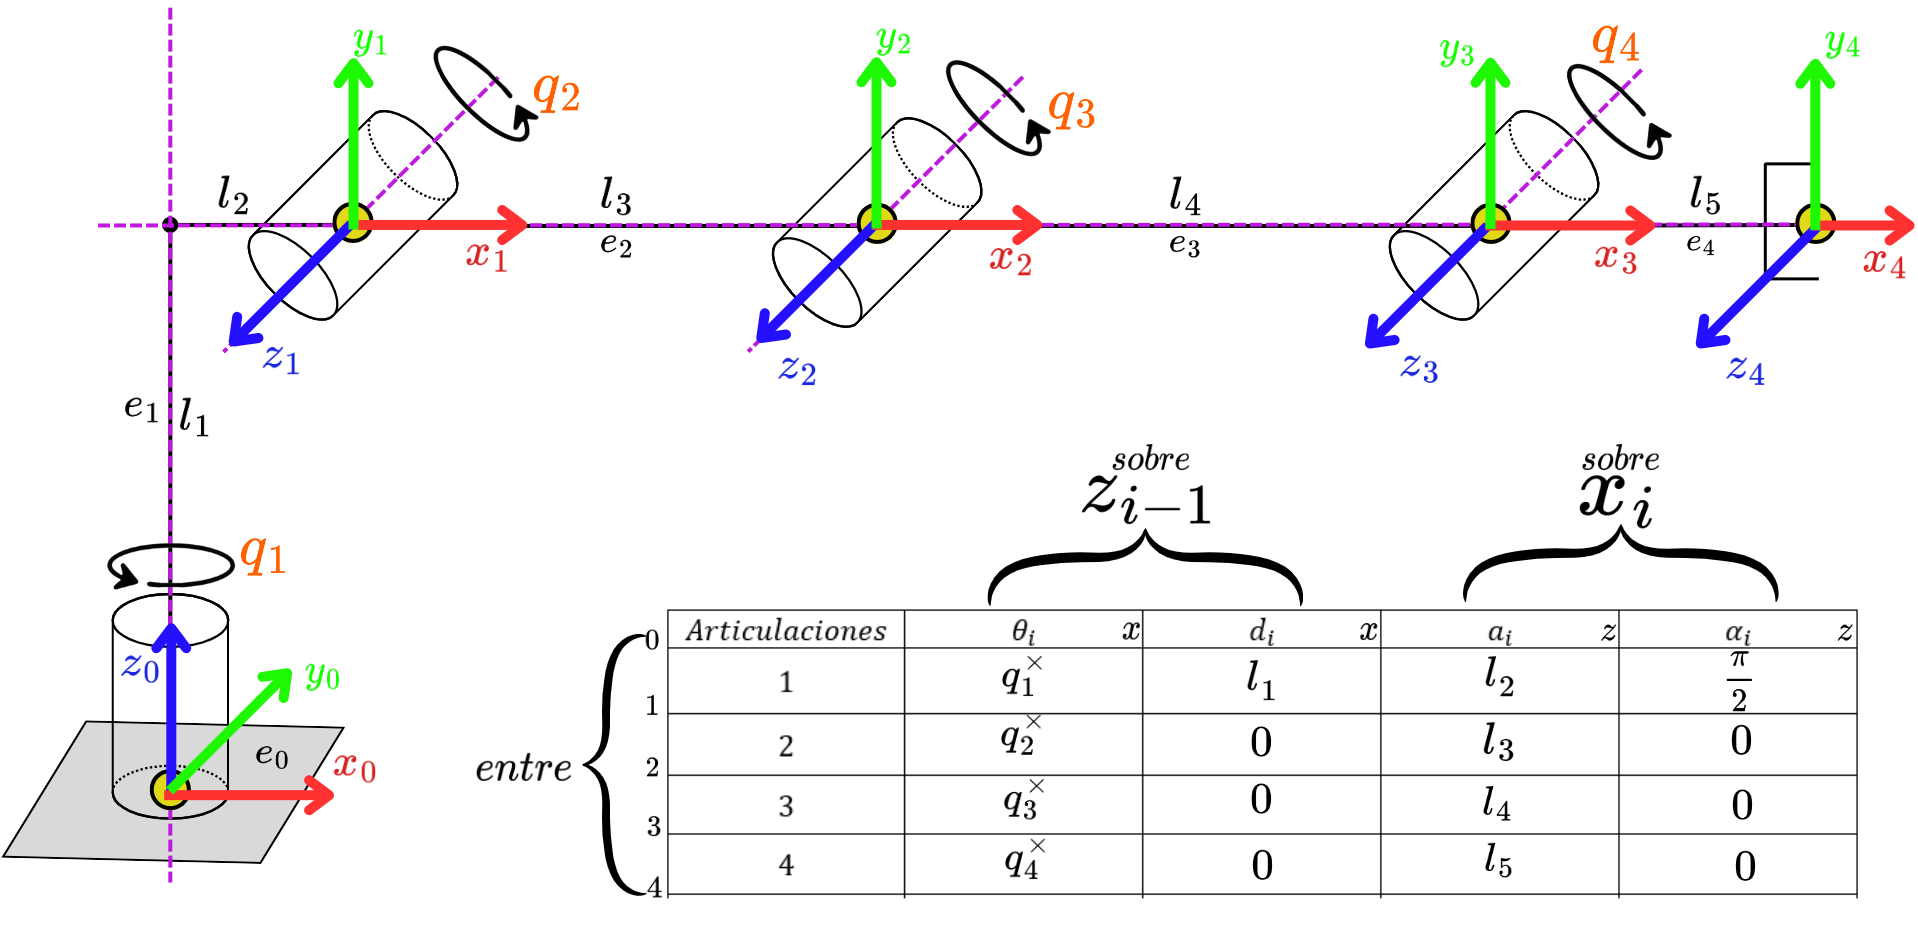 y₁ q₂ y₂ q₃ y₃ q₄ y₄
l₂ l₃ l₄ l₅
x₁ e₂ x₂ e₃ x₃ e₄ x₄
z₁ z₂ z₃ z₄
e₁ l₁
q₁
z₀ y₀
e₀ x₀
sobre sobre
z_{i−1} x_i
0 Articulaciones θᵢ x dᵢ x aᵢ z αᵢ z
1 q₁^× l₁ l₂ π/2
1
2 q₂^× 0 l₃ 0
entre 2
3 q₃^× 0 l₄ 0
3
4 q₄^× 0 l₅ 0
4